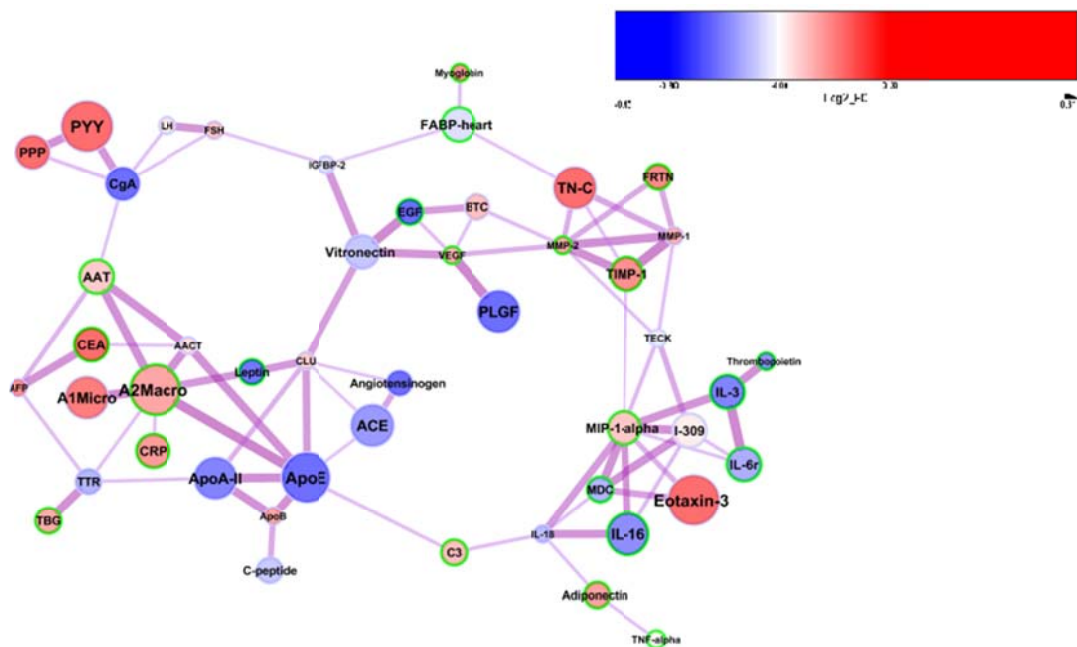 Myoglobin
FABP-heart
PYY
PPP
LH
FSH
CgA
IGFBP-2
TN-C
FRTN
EGF
BTC
MMP-1
MMP-2
Vitronectin
VEGF
TIMP-1
AAT
PLGF
TECK
CEA
AACT
CLU
Thrombopoietin
Leptin
Angiotensinogen
AFP
A1Micro
A2Macro
IL-3
ACE
MIP-1-alpha
I-309
CRP
IL-6r
TTR
ApoA-II
ApoE
MDC
Eotaxin-3
TBG
ApoB
IL-18
IL-16
C3
C-peptide
Adiponectin
TNF-alpha